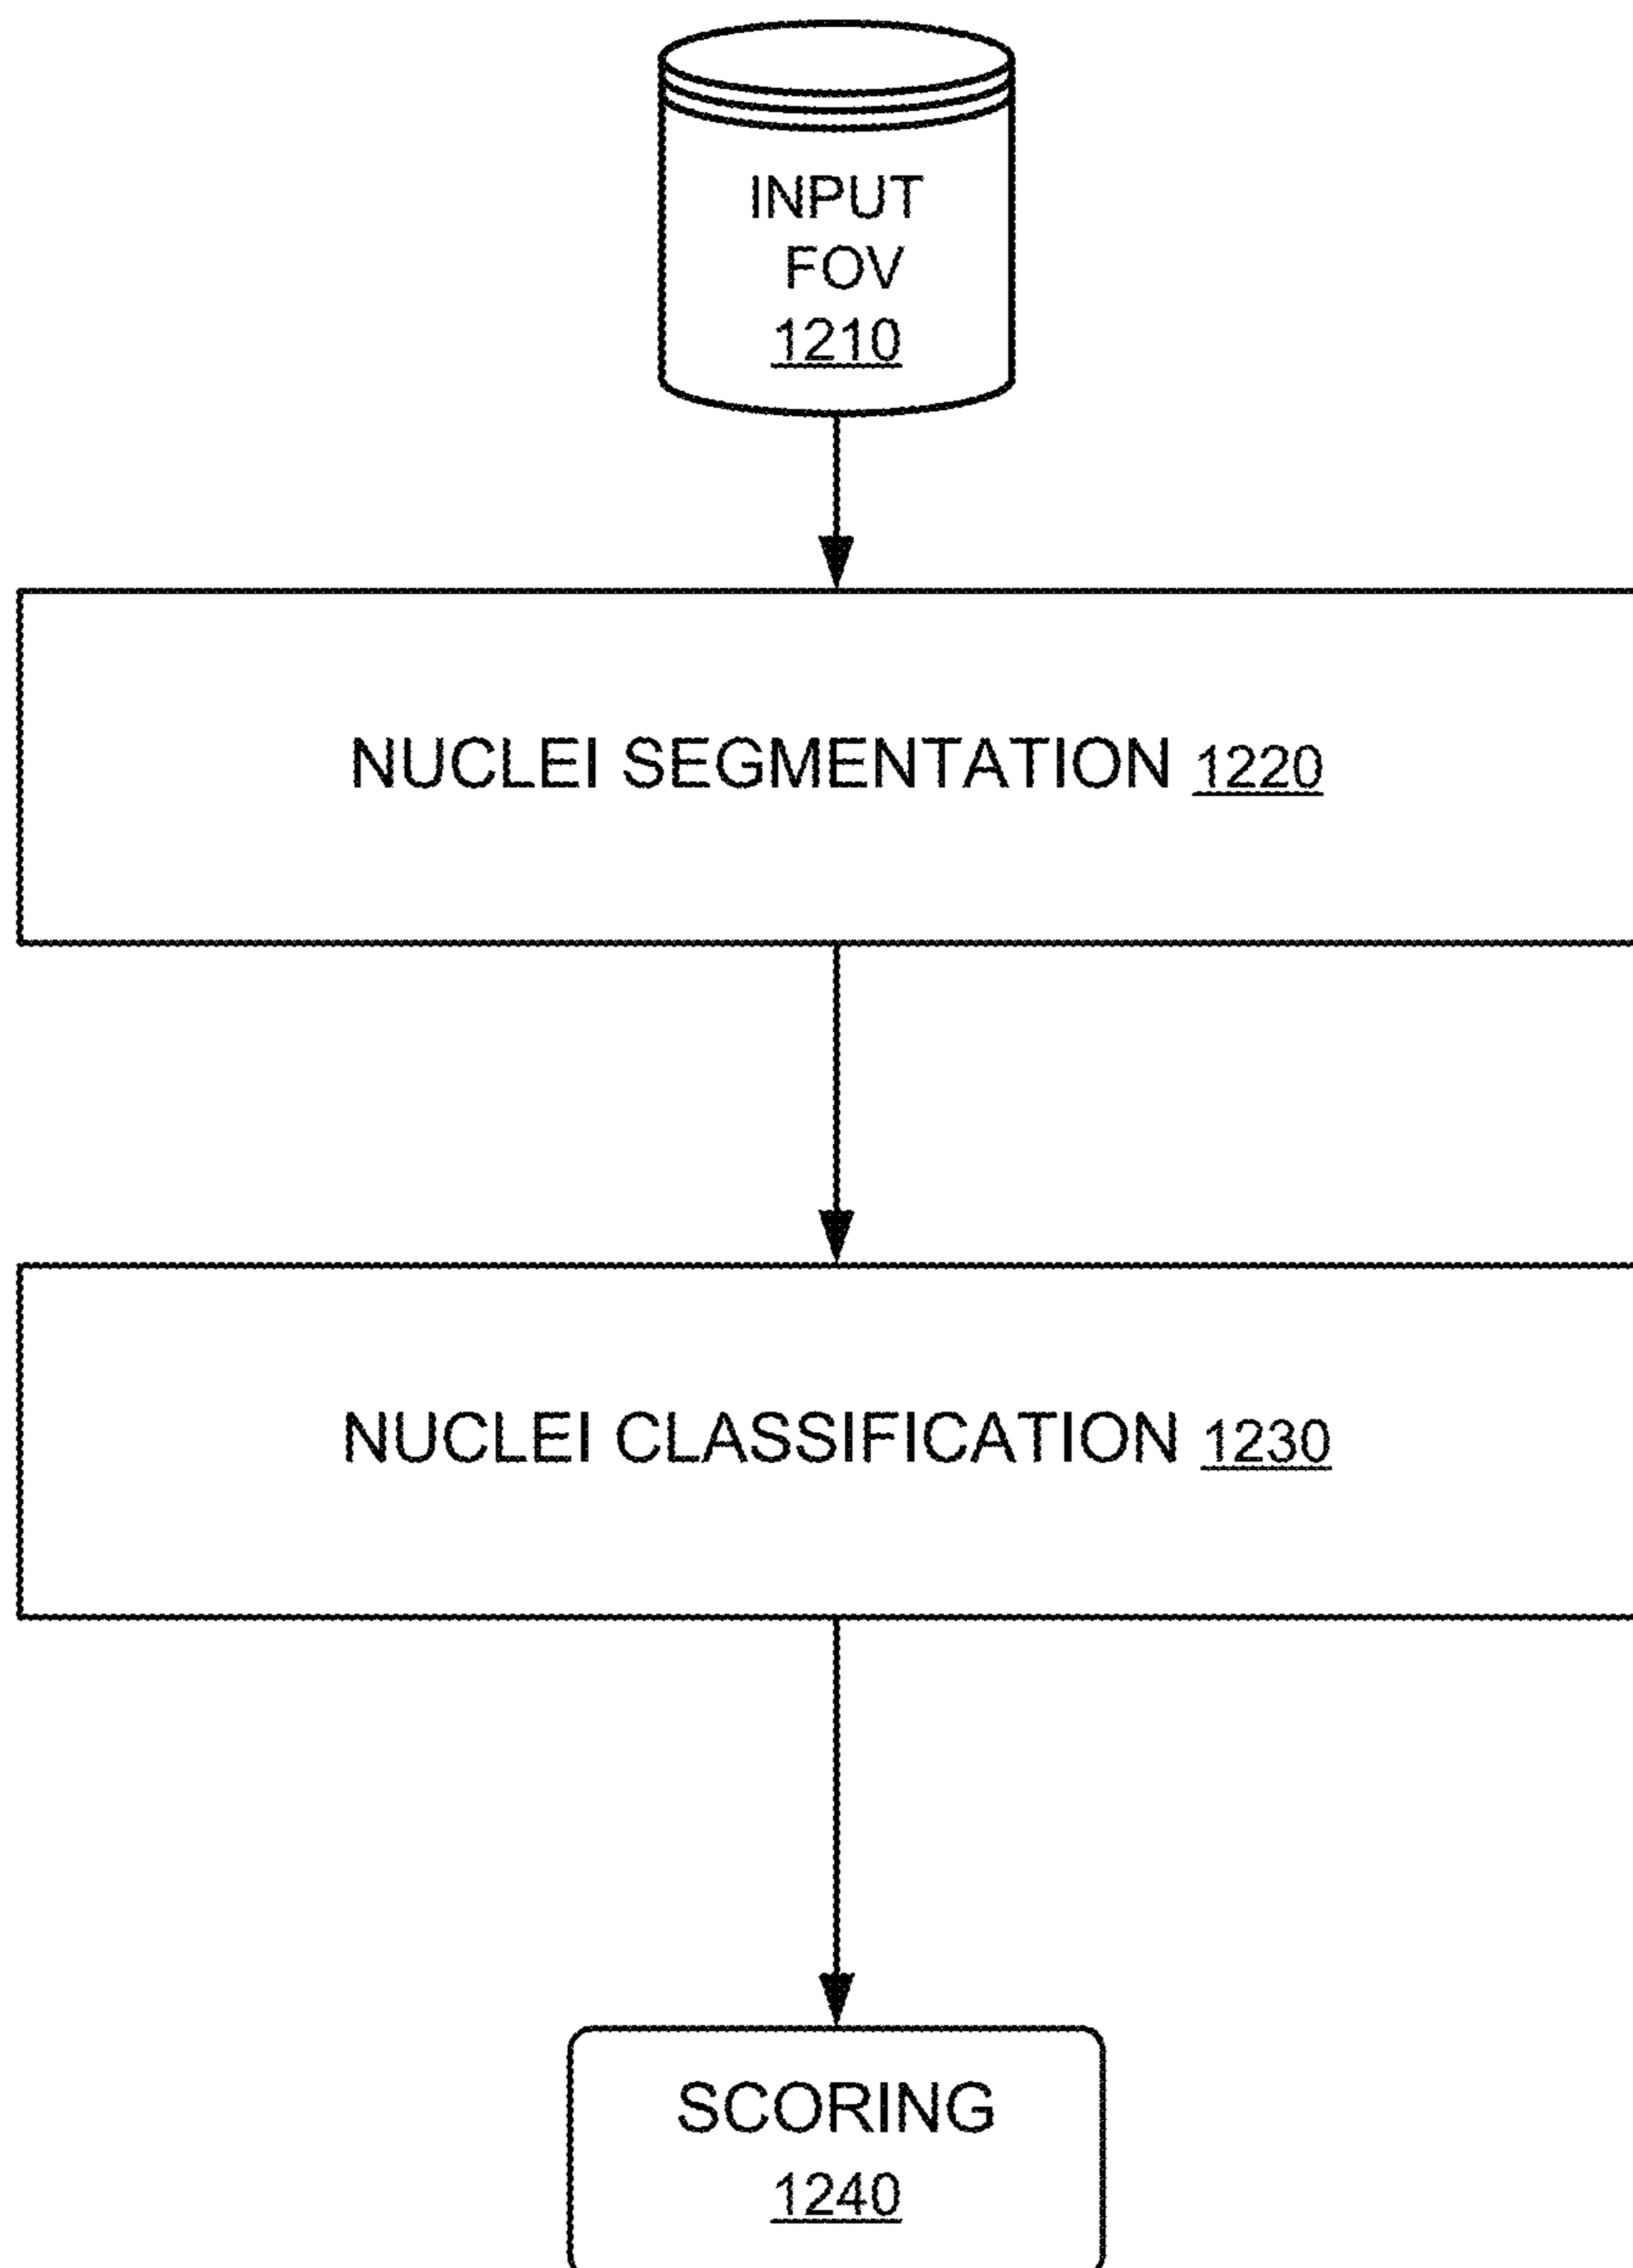 INPUT
FOV
1210
NUCLEI SEGMENTATION 1220
NUCLEI CLASSIFICATION 1230
SCORING
1240